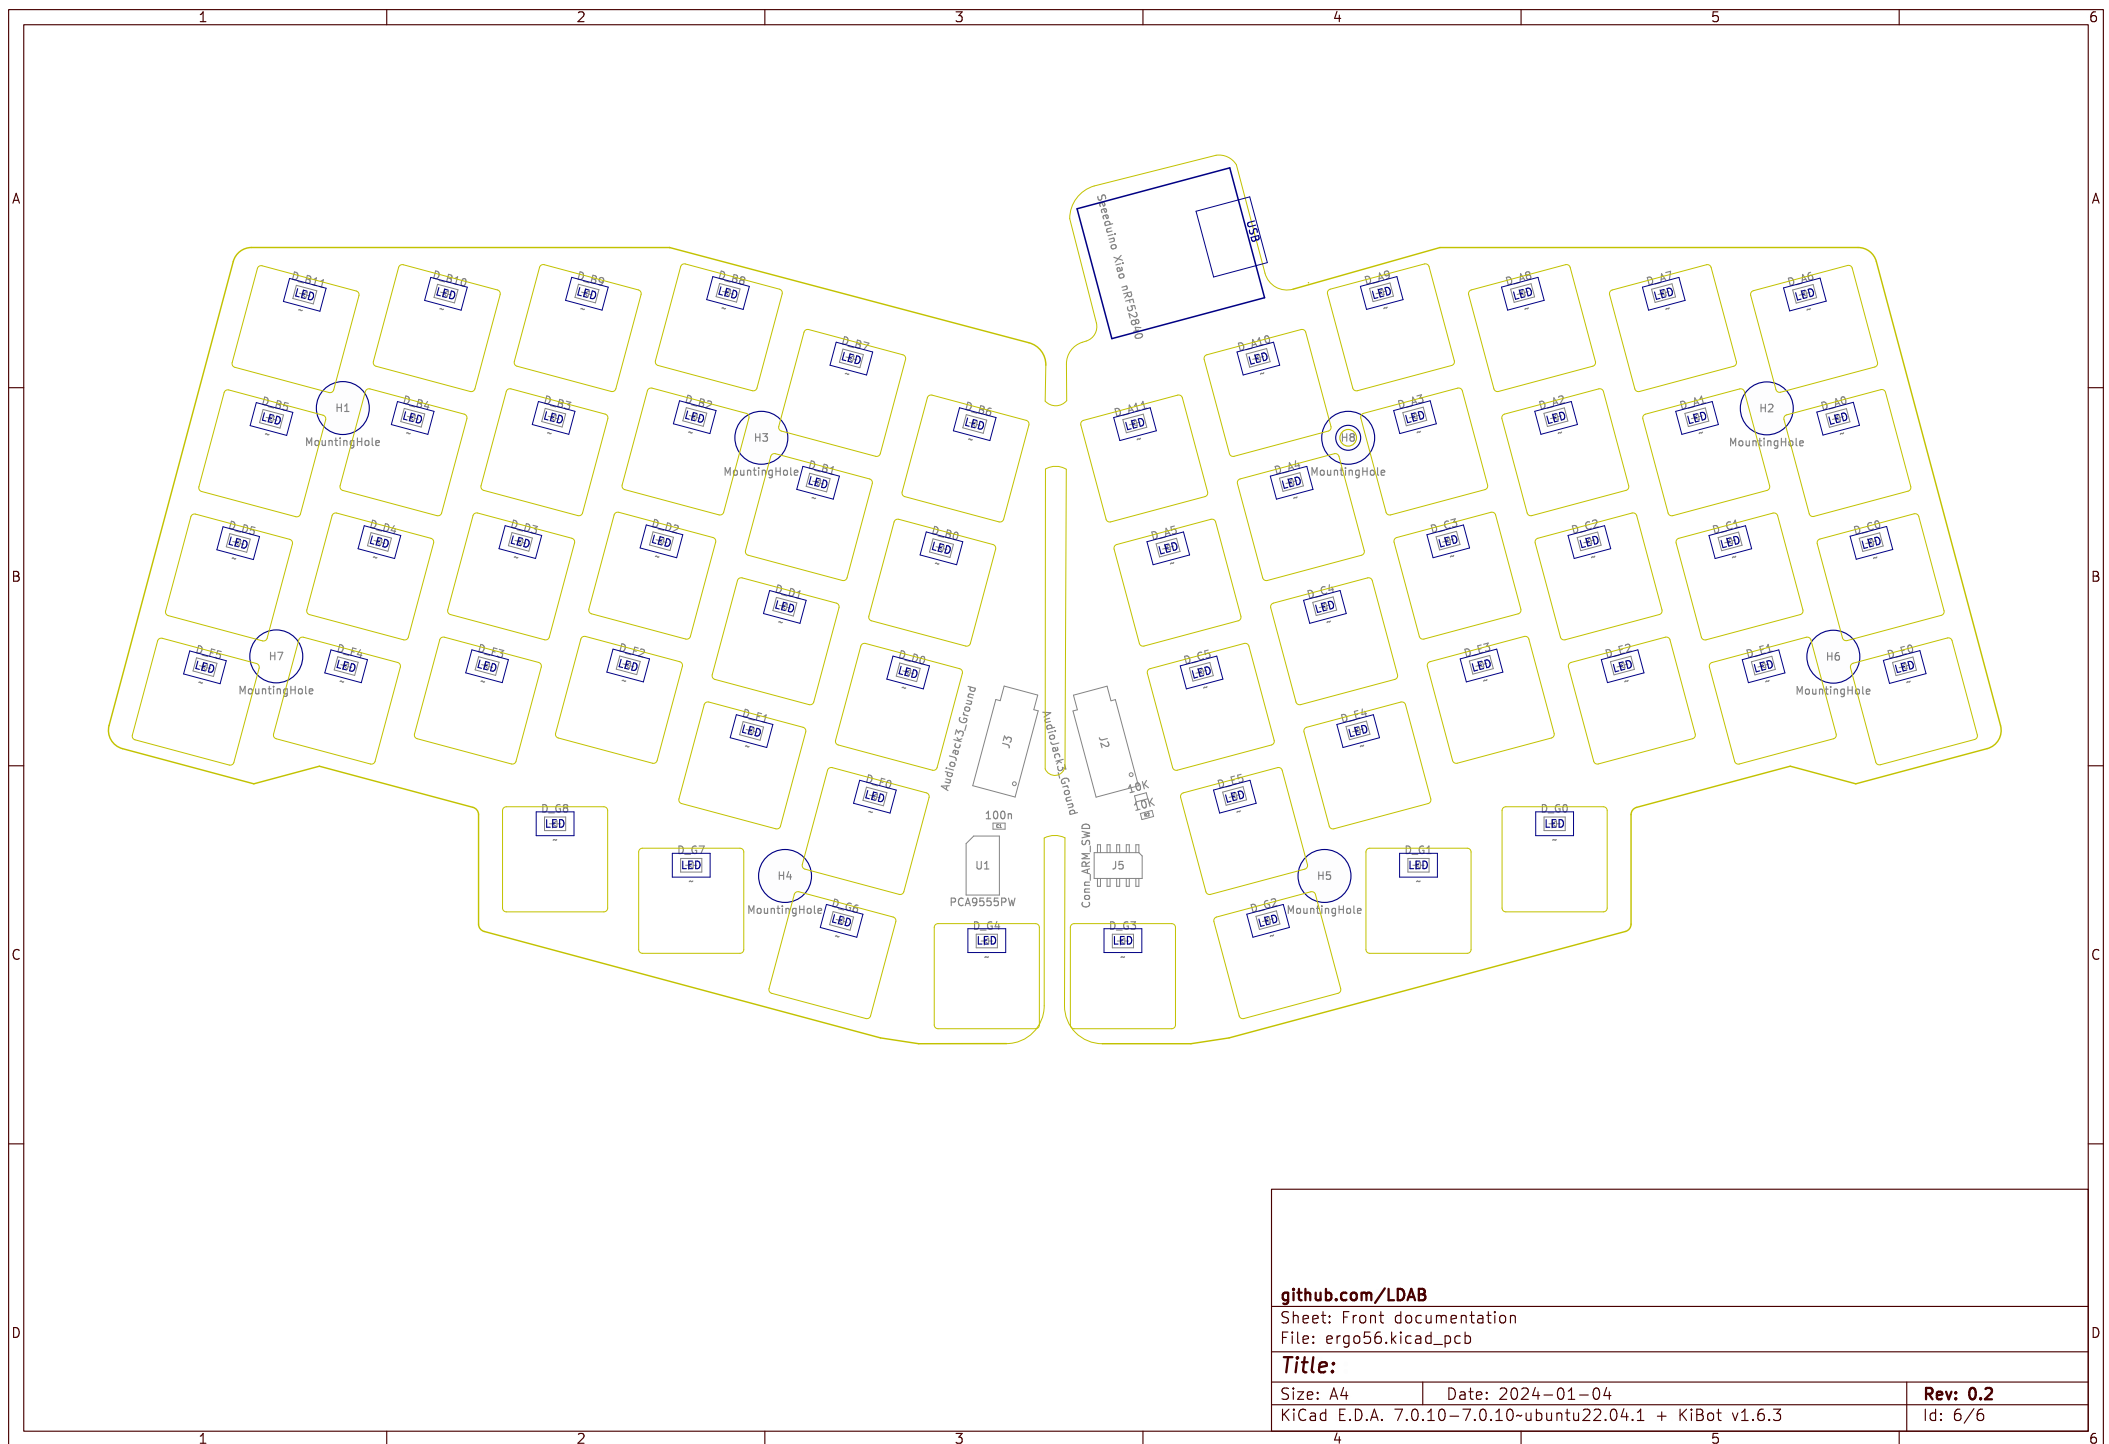 1 2 3 4 5 6
A A
Seeeduino Xiao nRF52840
USB
D_B11 D_B10 D_B9 D_B8 D_A9 D_A8 D_A7 D_A6
LED LED LED LED LED LED LED LED
D_B7 D_A10
LED LED
D_B5 D_B4 D_B3 D_B2 D_B6 D_A11 D_A3 D_A2 D_A1 D_A0
LED LED LED LED LED LED LED LED LED LED
H1 H3 H8 H2
MountingHole MountingHole MountingHole MountingHole
D_B1 D_A4
LED LED
D_D5 D_D4 D_D3 D_D2 D_B0 D_A5 D_C3 D_C2 D_C1 D_C0
LED LED LED LED LED LED LED LED LED LED
B B
D_D1 D_C4
LED LED
D_F5 D_F4 D_F3 D_F2 D_D0 D_C5 D_E3 D_E2 D_E1 D_E0
LED LED LED LED LED LED LED LED LED LED
H7 H6
MountingHole MountingHole
D_F1 D_E4
LED LED
AudioJack3_Ground J3 AudioJack3_Ground J2
D_F0 D_E5
LED LED
10K
10K
D_G8 100n D_G0
LED LED
D_G7 U1 Conn_ARM_SWD J5 D_G1
LED LED
H4 H5
MountingHole PCA9555PW MountingHole
D_G6 D_G4 D_G3 D_G2
LED LED LED LED
C C
github.com/LDAB
Sheet: Front documentation
File: ergo56.kicad_pcb
D D
Title:
Size: A4 Date: 2024-01-04 Rev: 0.2
KiCad E.D.A. 7.0.10-7.0.10~ubuntu22.04.1 + KiBot v1.6.3 Id: 6/6
1 2 3 4 5 6